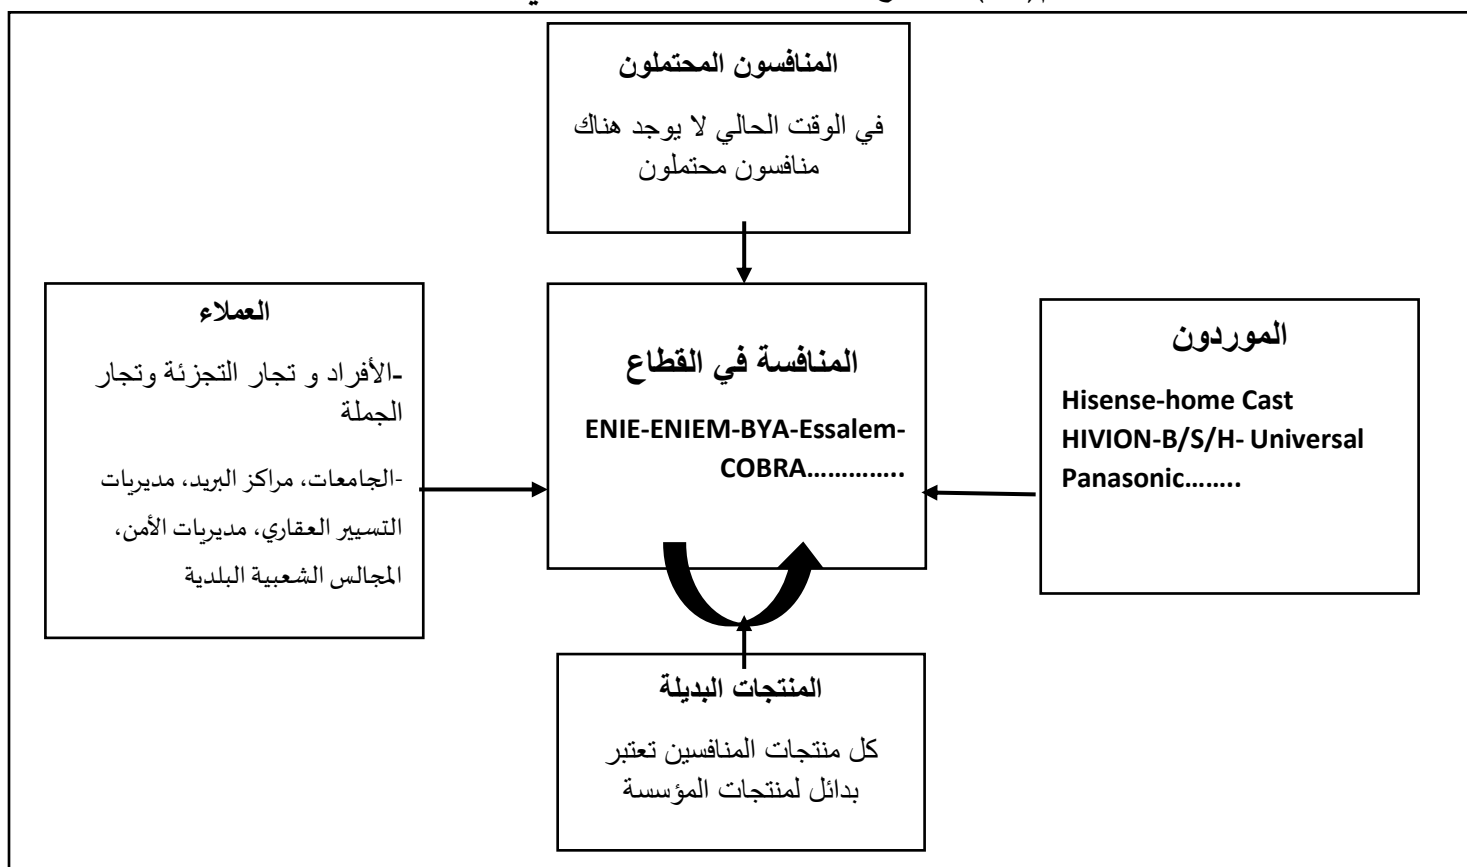 المنافسون المحتملون
في الوقت الحالي لا يوجد هناك
منافسون محتملون
الموردون
Hisense-home Cast
HIVION-B/S/H- Universal
Panasonic……..
المنافسة في القطاع
ENIE-ENIEM-BYA-Essalem-
COBRA…………..
العملاء
-الأفراد و تجار التجزئة وتجار
الجملة
-الجامعات، مراكز البريد، مديريات
التسيير العقاري، مديريات الأمن،
المجالس الشعبية البلدية
المنتجات البديلة
كل منتجات المنافسين تعتبر
بدائل لمنتجات المؤسسة